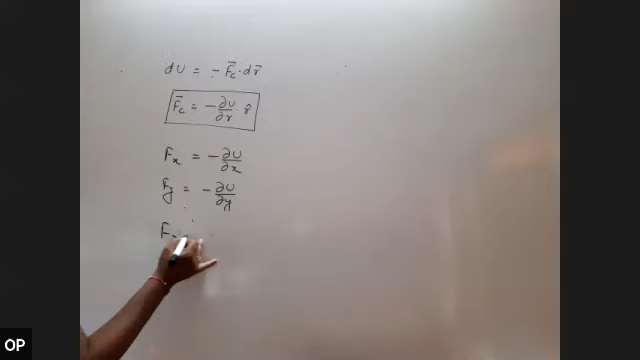 dU = - F⃗c · dr⃗
F⃗c = - ∂U/∂r · r̂
Fx = - ∂U/∂x
Fy = - ∂U/∂y
F
OP